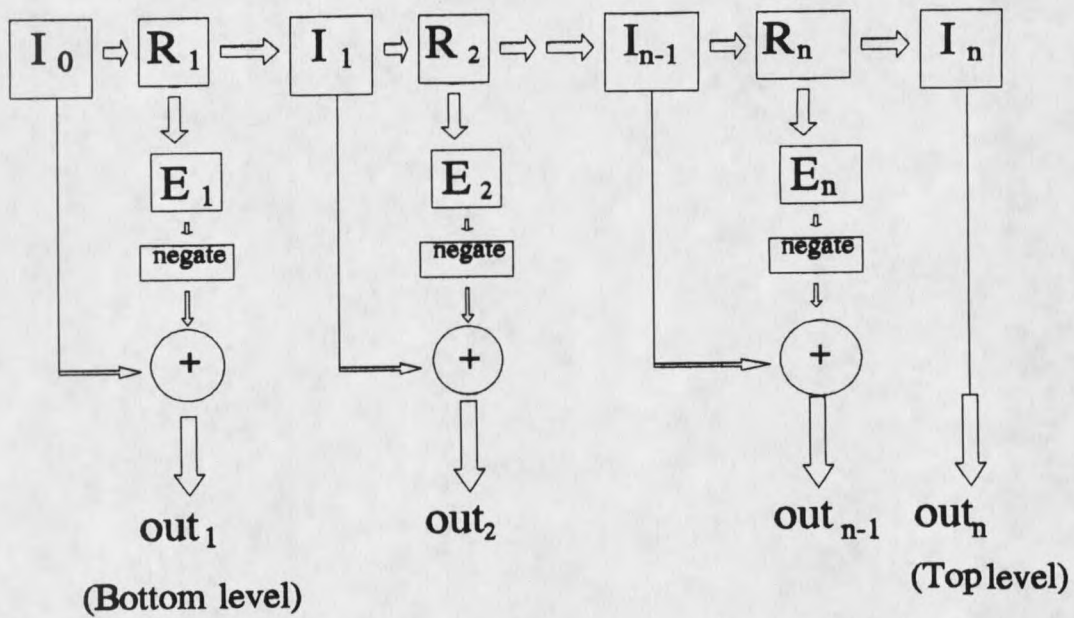 I₀ R₁ I₁ R₂ Iₙ₋₁ Rₙ Iₙ
E₁ E₂ Eₙ
negate negate negate
+ + +
out₁ out₂ outₙ₋₁ outₙ
(Bottom level) (Top level)